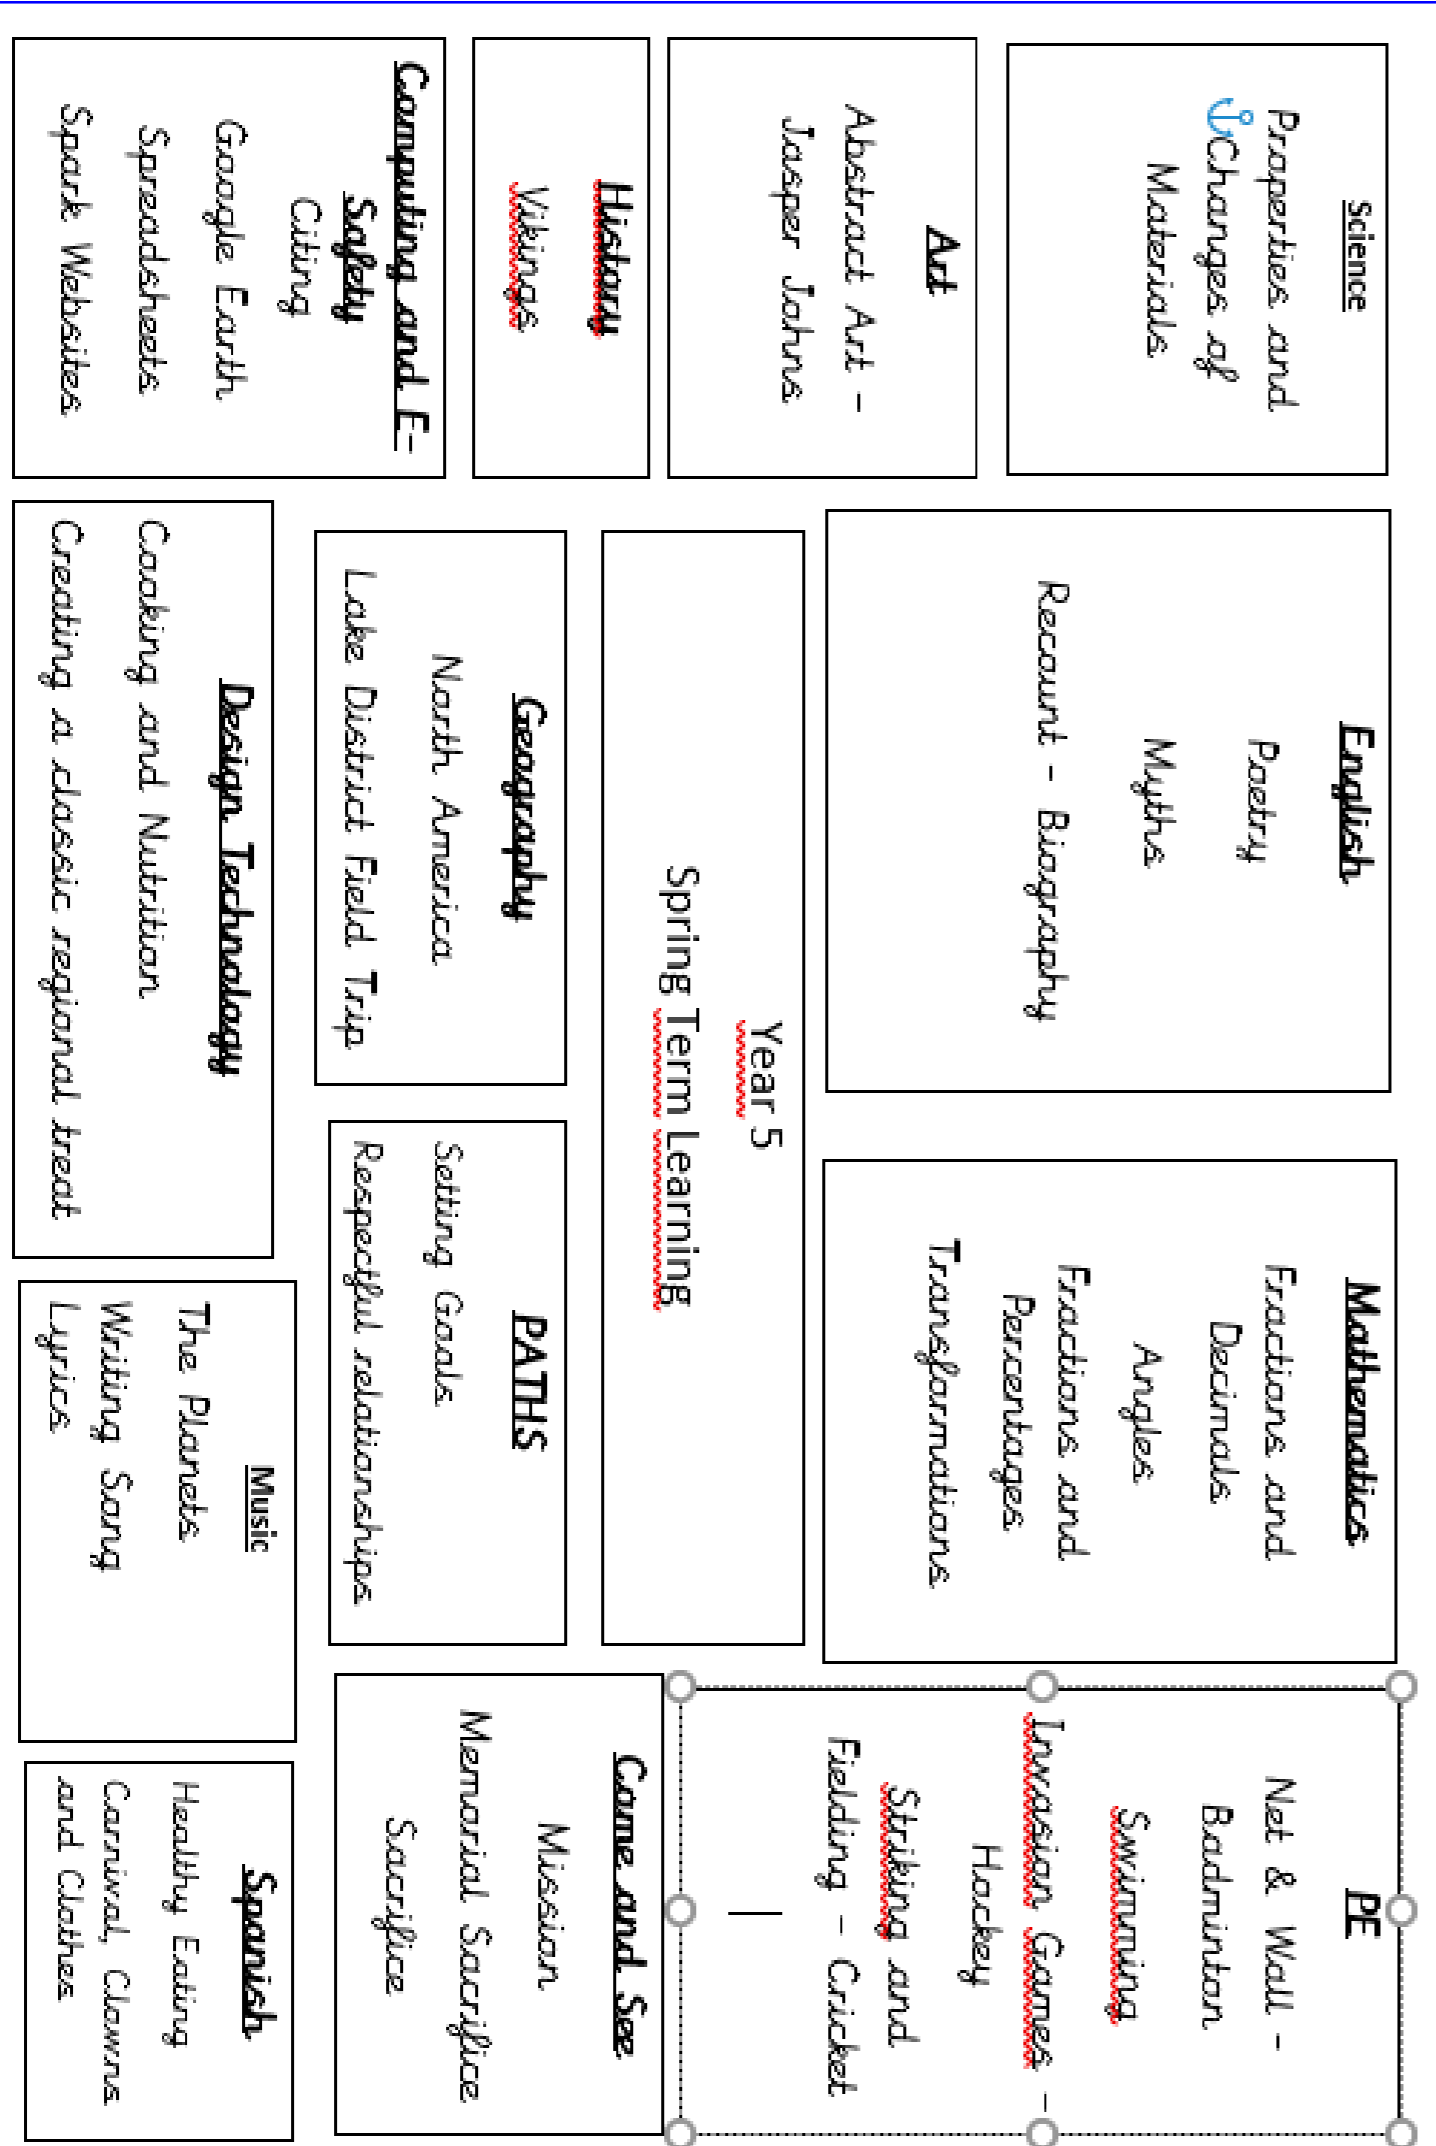 Science
Properties and
Changes of
Materials
English
Poetry
Myths
Recount - Biography
Mathematics
Fractions and
Decimals
Angles
Fractions and
Percentages
Transformations
PE
Net & Wall -
Badminton
Swimming
Invasion Games -
Hockey
Striking and
Fielding - Cricket
Art
Abstract Art -
Jasper Johns
Year 5
Spring Term Learning
History
Vikings
Geography
North America
Lake District Field Trip
PATHS
Setting Goals
Respectful relationships
Come and See
Mission
Memorial Sacrifice
Sacrifice
Computing and E-
Safety
Citing
Google Earth
Spreadsheets
Spark Websites
Design Technology
Cooking and Nutrition
Creating a classic regional treat
Music
The Planets
Writing Song
Lyrics
Spanish
Healthy Eating
Carnival, Clowns
and Clothes